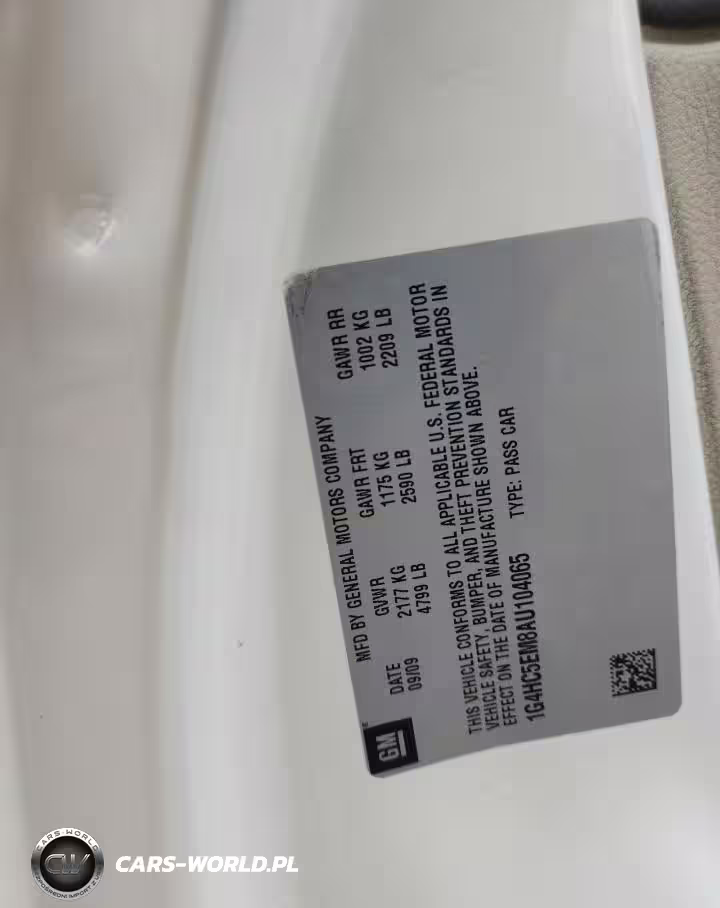 MFD BY GENERAL MOTORS COMPANY
DATE GVWR GAWR FRT GAWR RR
09/09 2177 KG 1175 KG 1002 KG
4799 LB 2590 LB 2209 LB
THIS VEHICLE CONFORMS TO ALL APPLICABLE U.S. FEDERAL MOTOR
VEHICLE SAFETY, BUMPER, AND THEFT PREVENTION STANDARDS IN
EFFECT ON THE DATE OF MANUFACTURE SHOWN ABOVE.
1G4HC5EM8AU104065 TYPE: PASS CAR
GM
CARS-WORLD
CW
CARS-WORLD.PL